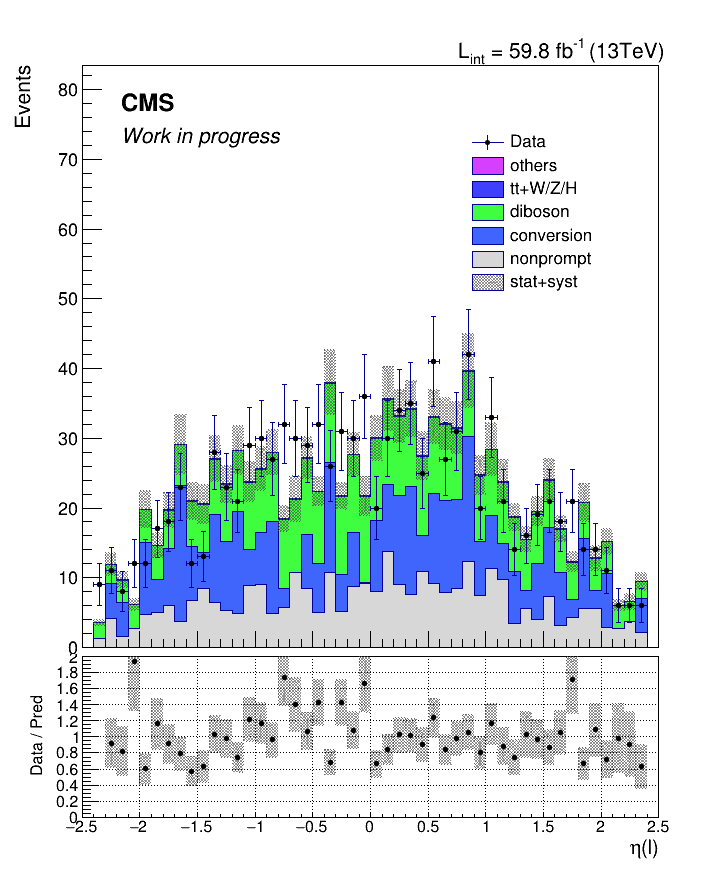 L_int = 59.8 fb^-1 (13TeV)
Events
CMS
Work in progress
Data
others
tt+W/Z/H
diboson
conversion
nonprompt
stat+syst
80
70
60
50
40
30
20
10
0
Data / Pred
2
1.8
1.6
1.4
1.2
1
0.8
0.6
0.4
0.2
0
−2.5 −2 −1.5 −1 −0.5 0 0.5 1 1.5 2 2.5
η(l)